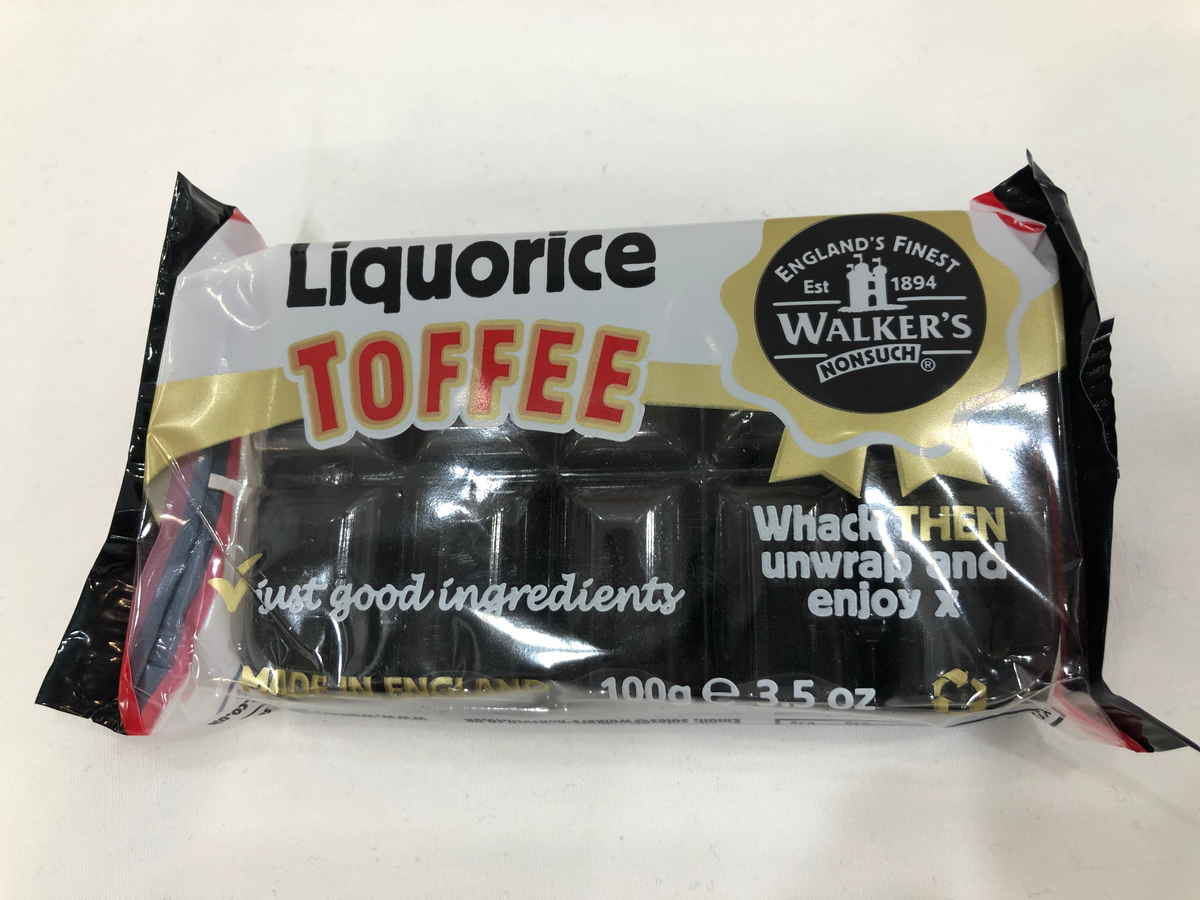 Liquorice
TOFFEE
ENGLAND'S FINEST
Est 1894
WALKER'S
NONSUCH ®
Whack THEN
unwrap and
enjoy x
just good ingredients
MADE IN ENGLAND
100g e 3.5 oz